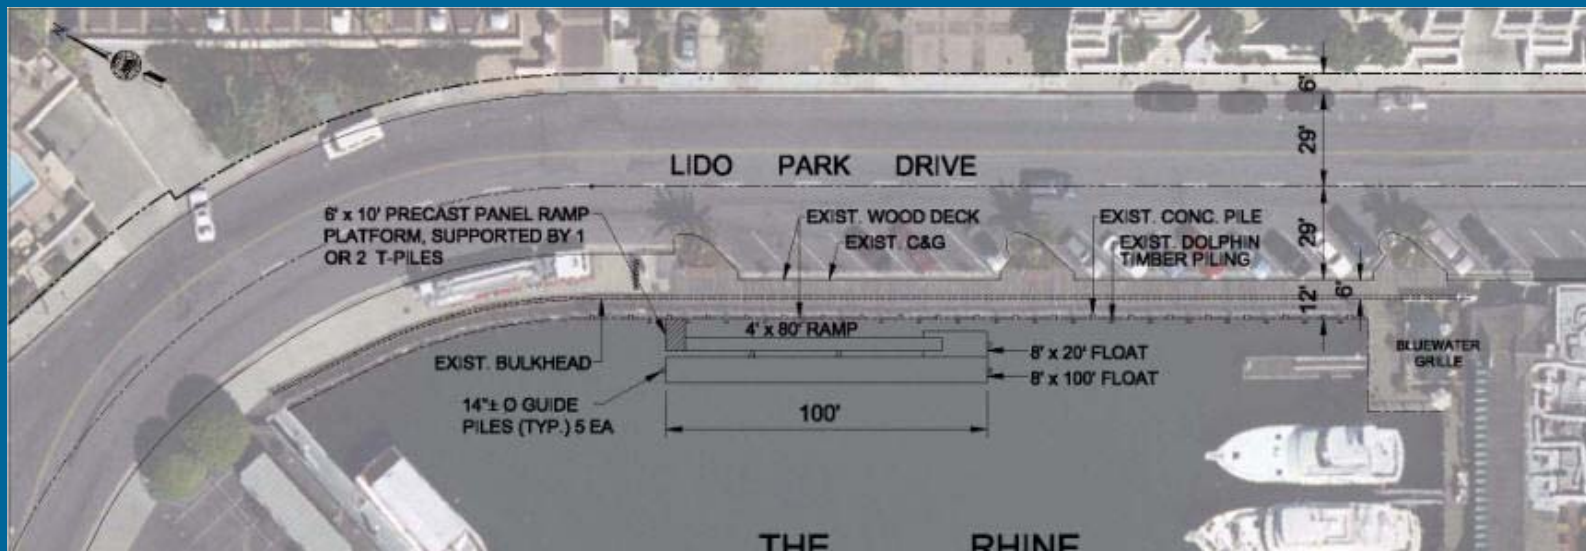 N
6'
29'
LIDO PARK DRIVE
6' x 10' PRECAST PANEL RAMP
PLATFORM, SUPPORTED BY 1
OR 2 T-PILES
EXIST. WOOD DECK
EXIST. C&G
EXIST. CONC. PILE
EXIST. DOLPHIN
TIMBER PILING
29'
12'
6'
4' x 80' RAMP
EXIST. BULKHEAD
8' x 20' FLOAT
8' x 100' FLOAT
BLUEWATER
GRILLE
14"± O GUIDE
PILES (TYP.) 5 EA
100'
THE RHINE